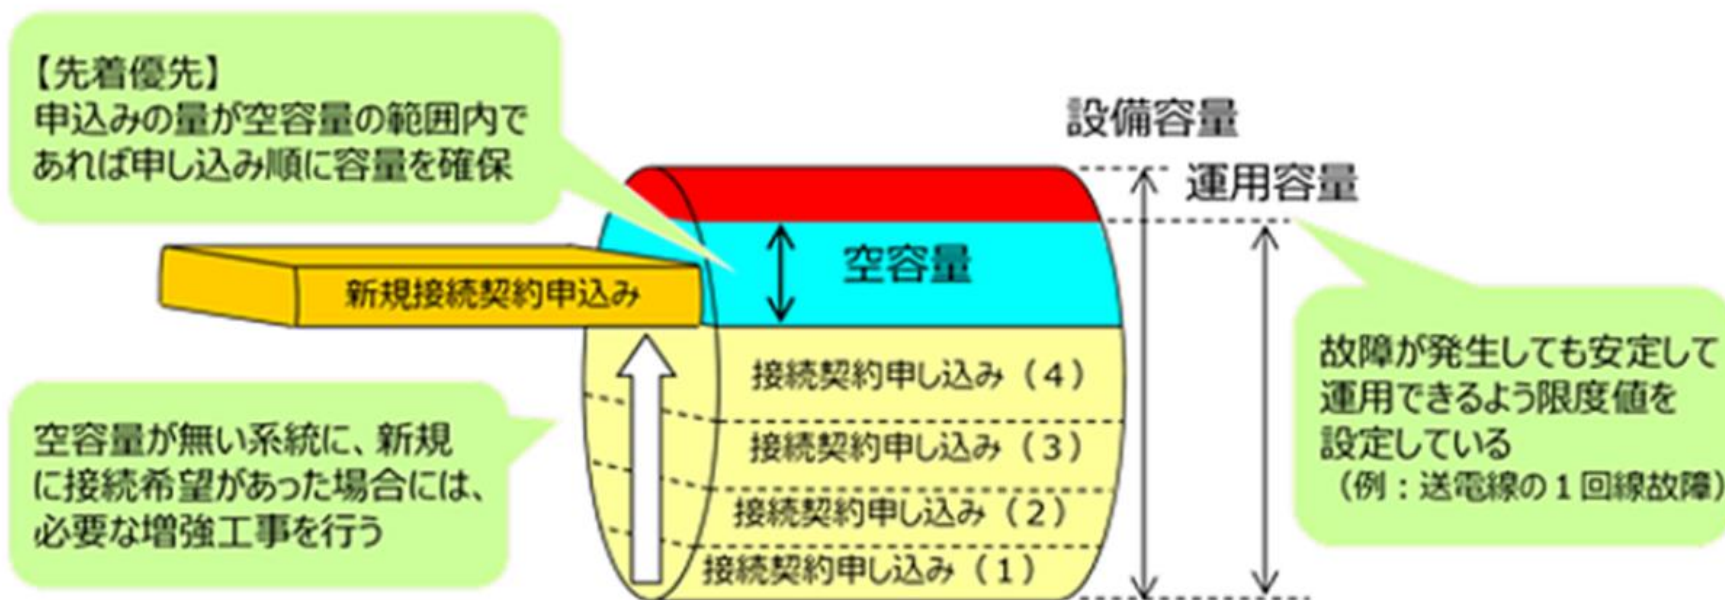 【先着優先】
申込みの量が空容量の範囲内で
あれば申し込み順に容量を確保
設備容量
運用容量
空容量
新規接続契約申込み
接続契約申し込み（４）
接続契約申し込み（３）
接続契約申し込み（２）
接続契約申し込み（１）
空容量が無い系統に、新規
に接続希望があった場合には、
必要な増強工事を行う
故障が発生しても安定して
運用できるよう限度値を
設定している
（例：送電線の１回線故障）